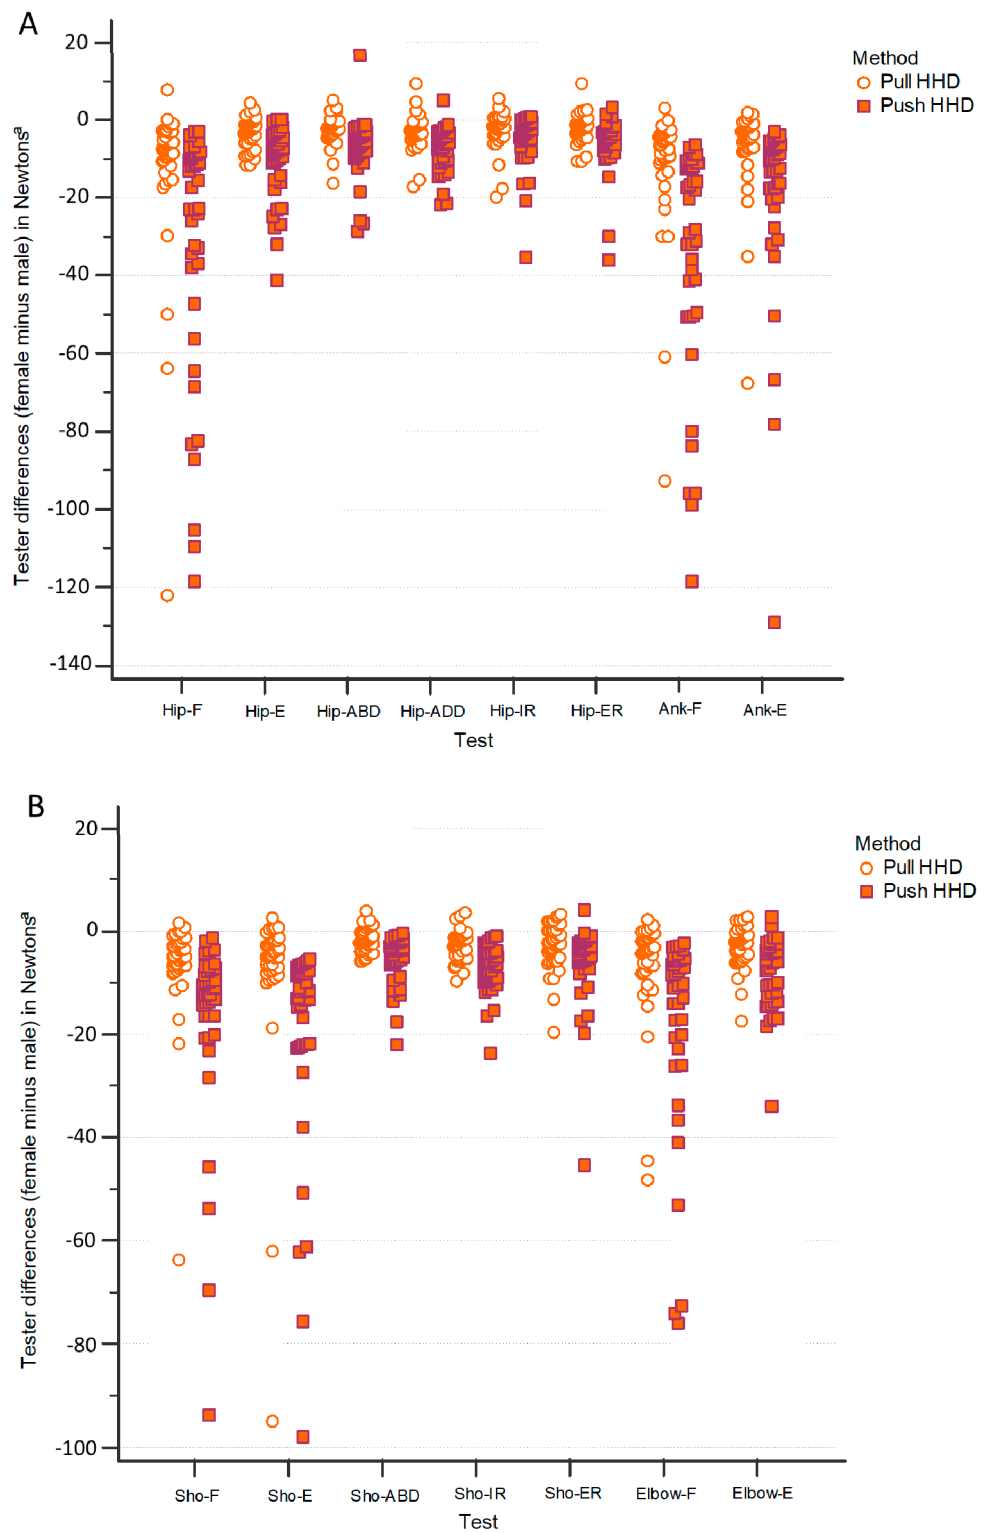 A
Tester differences (female minus male) in Newtonsª
20
0
-20
-40
-60
-80
-100
-120
-140
Hip-F Hip-E Hip-ABD Hip-ADD Hip-IR Hip-ER Ank-F Ank-E
Test
Method
Pull HHD
Push HHD
B
Tester differences (female minus male) in Newtonsª
20
0
-20
-40
-60
-80
-100
Sho-F Sho-E Sho-ABD Sho-IR Sho-ER Elbow-F Elbow-E
Test
Method
Pull HHD
Push HHD